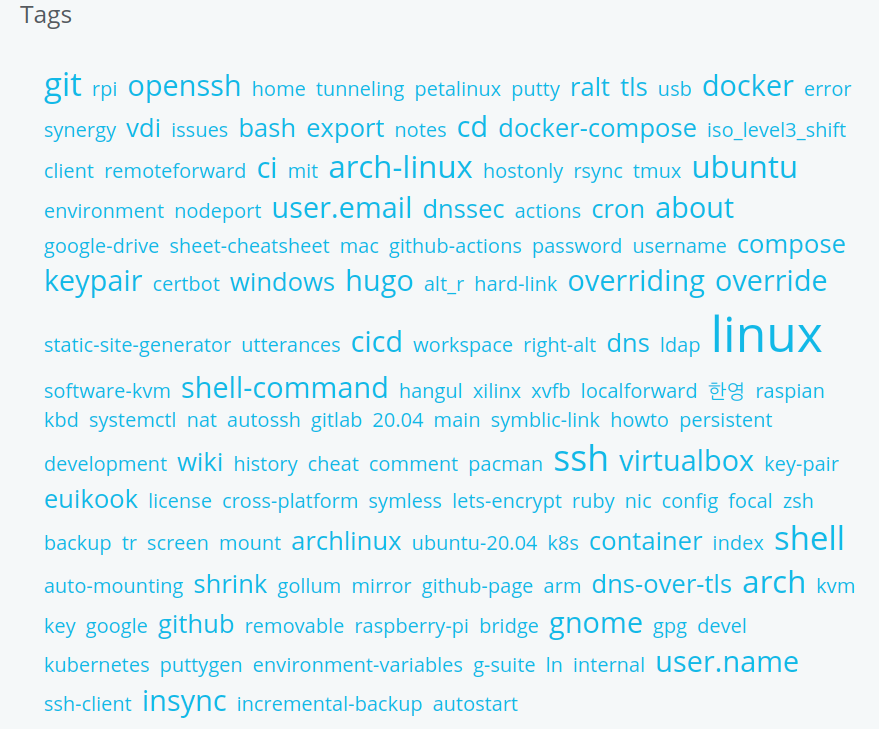 Tags
git rpi openssh home tunneling petalinux putty ralt tls usb docker error
synergy vdi issues bash export notes cd docker-compose iso_level3_shift
client remoteforward ci mit arch-linux hostonly rsync tmux ubuntu
environment nodeport user.email dnssec actions cron about
google-drive sheet-cheatsheet mac github-actions password username compose
keypair certbot windows hugo alt_r hard-link overriding override
static-site-generator utterances cicd workspace right-alt dns ldap linux
software-kvm shell-command hangul xilinx xvfb localforward 한영 raspian
kbd systemctl nat autossh gitlab 20.04 main symblic-link howto persistent
development wiki history cheat comment pacman ssh virtualbox key-pair
euikook license cross-platform symless lets-encrypt ruby nic config focal zsh
backup tr screen mount archlinux ubuntu-20.04 k8s container index shell
auto-mounting shrink gollum mirror github-page arm dns-over-tls arch kvm
key google github removable raspberry-pi bridge gnome gpg devel
kubernetes puttygen environment-variables g-suite ln internal user.name
ssh-client insync incremental-backup autostart